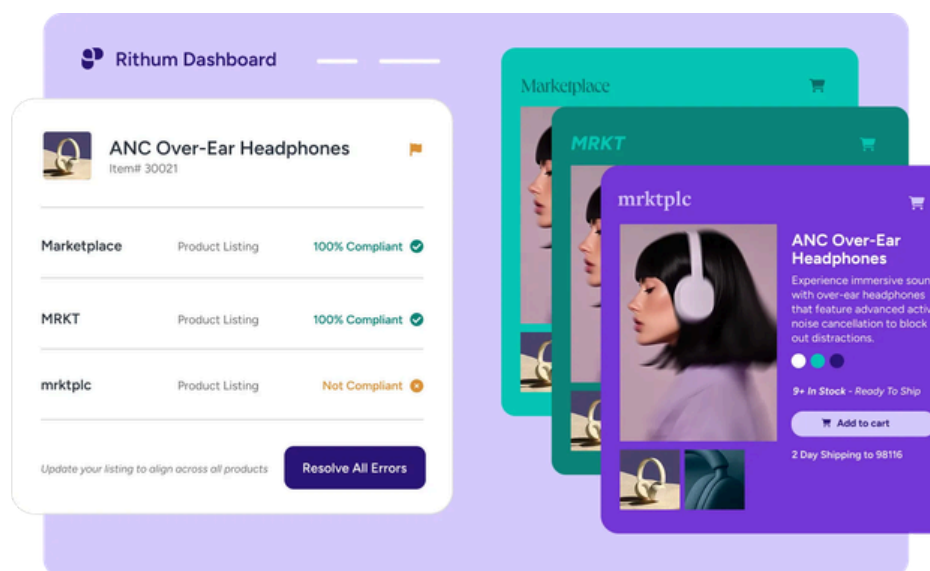 Rithum Dashboard
ANC Over-Ear Headphones
Item# 30021
Marketplace Product Listing 100% Compliant
MRKT Product Listing 100% Compliant
mrktplc Product Listing Not Compliant
Update your listing to align across all products
Resolve All Errors
Marketplace
MRKT
mrktplc
ANC Over-Ear
Headphones
Experience immersive soun
with over-ear headphones
that feature advanced activ
noise cancellation to block
out distractions.
9+ In Stock - Ready To Ship
Add to cart
2 Day Shipping to 98116